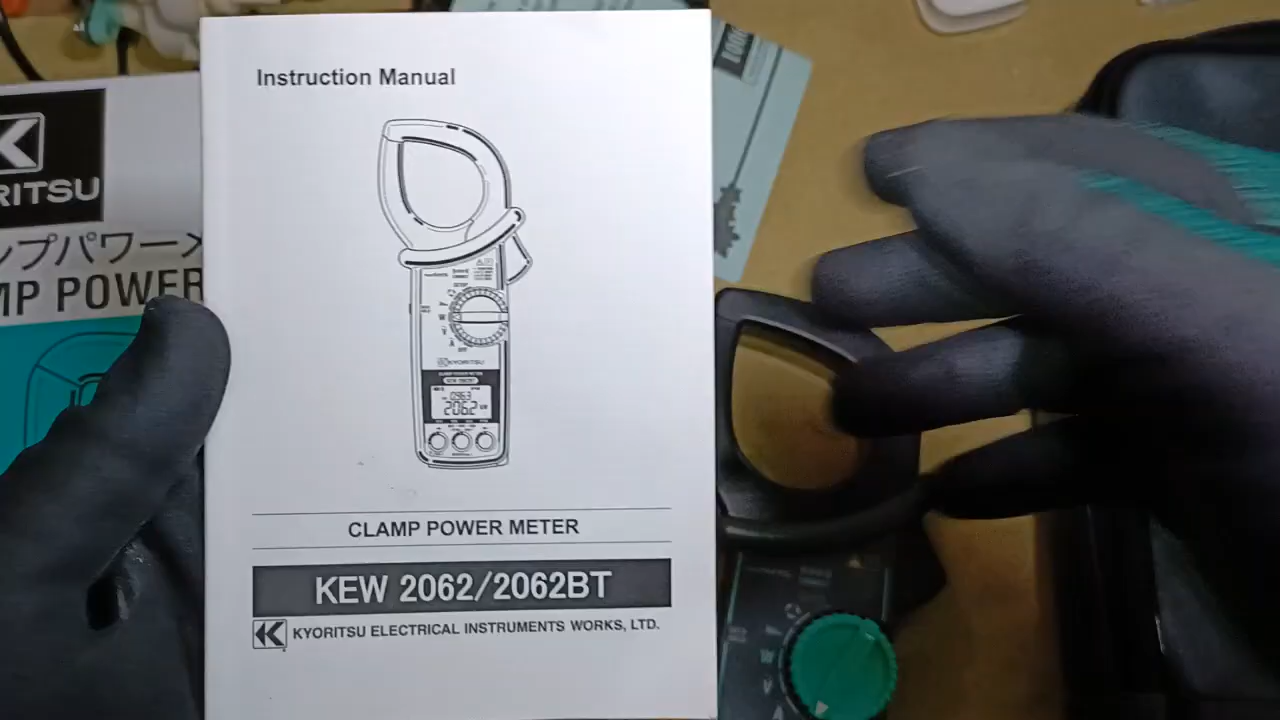 Instruction Manual
KYORITSU
CLAMP POWER METER
KEW 2062/2062BT
KYORITSU ELECTRICAL INSTRUMENTS WORKS, LTD.
RITSU
プパワー
MP POWER
W
V
A